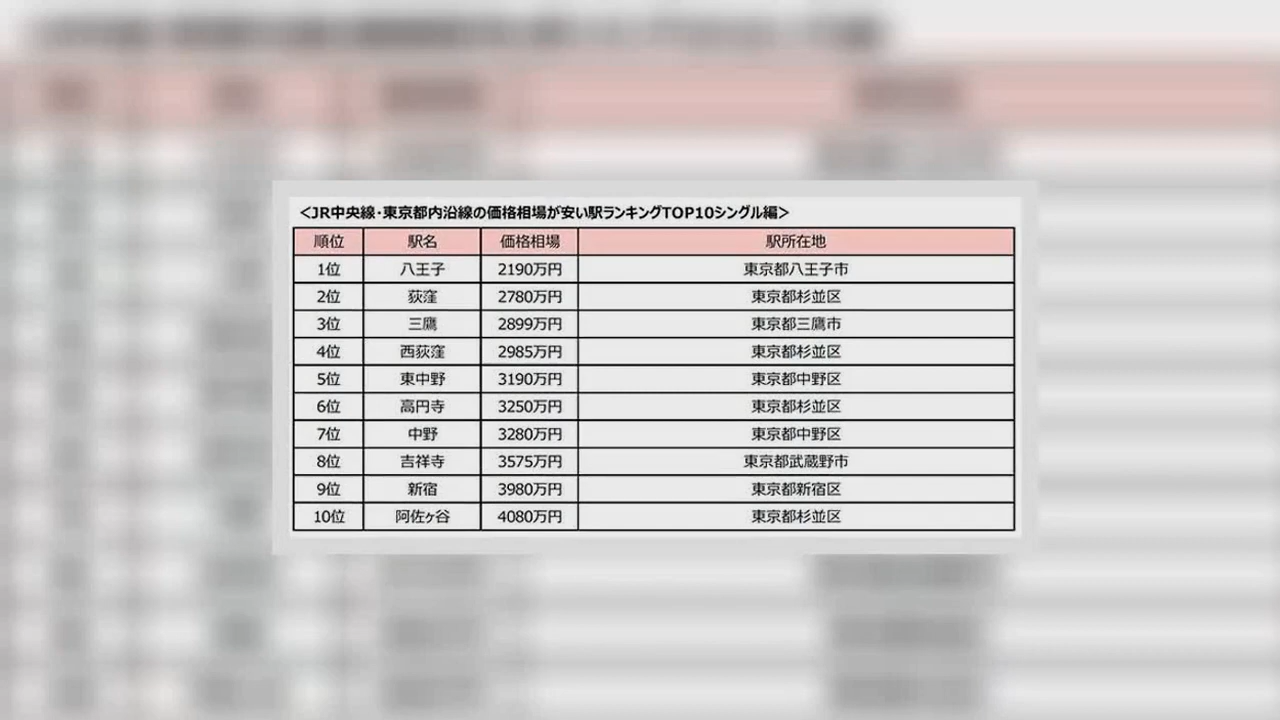 ＜JR中央線・東京都内沿線の価格相場が安い駅ランキングTOP10シングル編＞
順位 駅名 価格相場 駅所在地
1位 八王子 2190万円 東京都八王子市
2位 荻窪 2780万円 東京都杉並区
3位 三鷹 2899万円 東京都三鷹市
4位 西荻窪 2985万円 東京都杉並区
5位 東中野 3190万円 東京都中野区
6位 高円寺 3250万円 東京都杉並区
7位 中野 3280万円 東京都中野区
8位 吉祥寺 3575万円 東京都武蔵野市
9位 新宿 3980万円 東京都新宿区
10位 阿佐ヶ谷 4080万円 東京都杉並区